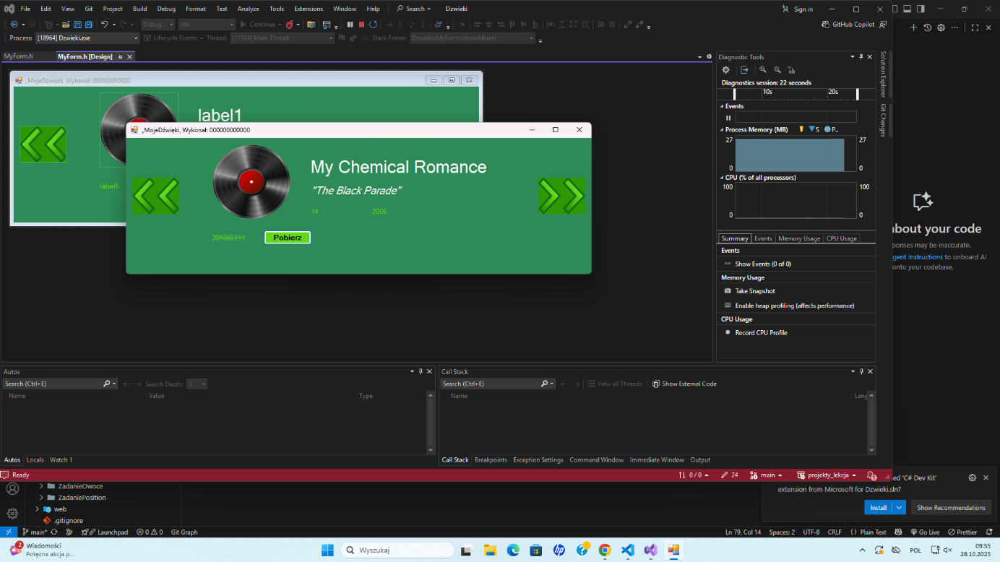 File Edit View Git Project Build Debug Format Test Analyze Tools Extensions Window Help Search Dzwieki Sign in
Debug x64 Continue GitHub Copilot
Process: [18964] Dzwieki.exe Lifecycle Events Thread: [17524] Main Thread Stack Frame: Dzwieki::MyForm::showAlbum
MyForm.h MyForm.h [Design]
„MojeDźwięki, Wykonał: 000000000000
label1
label5
„MojeDźwięki, Wykonał: 000000000000
My Chemical Romance
"The Black Parade"
14 2006
304666444 Pobierz
Diagnostic Tools
Diagnostics session: 22 seconds
10s 20s
Events
Process Memory (MB) S P..
27 27
0 0
CPU (% of all processors)
100 100
0 0
Summary Events Memory Usage CPU Usage
Events
Show Events (0 of 0)
Memory Usage
Take Snapshot
Enable heap profiling (affects performance)
CPU Usage
Record CPU Profile
Solution Explorer
Git Changes
about your code
ponses may be inaccurate.
gent instructions to onboard AI
onto your codebase.
Autos
Search (Ctrl+E) Search Depth: 3
Name Value Type
Autos Locals Watch 1
Call Stack
Search (Ctrl+E) View all Threads Show External Code
Name Lang
Call Stack Breakpoints Exception Settings Command Window Immediate Window Output
Ready 0 / 0 24 main projekty_lekcja 1
ZadanieOwoce
ZadaniePosition
web
.gitignore
ed 'C# Dev Kit'
extension from Microsoft for Dzwieki.sln?
Install Show Recommendations
main* Launchpad 0 0 Git Graph Ln 79, Col 14 Spaces: 2 UTF-8 CRLF {} Plain Text Go Live Prettier
2 Wiadomości
Potężna akcja p...
Wyszukaj
POL
09:55
28.10.2025